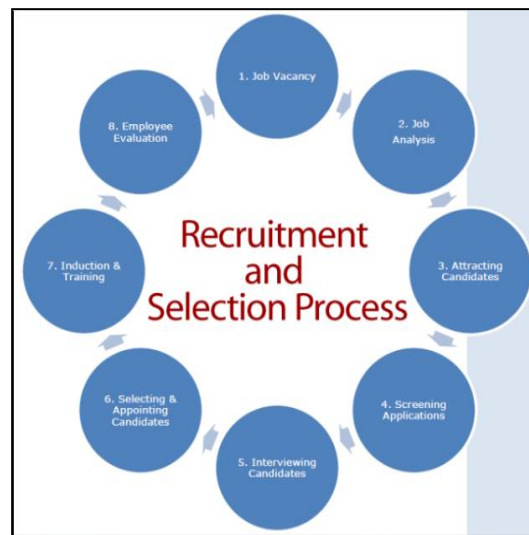 1. Job Vacancy
2. Job
Analysis
3. Attracting
Candidates
4. Screening
Applications
5. Interviewing
Candidates
6. Selecting &
Appointing
Candidates
7. Induction &
Training
8. Employee
Evaluation
Recruitment
and
Selection Process